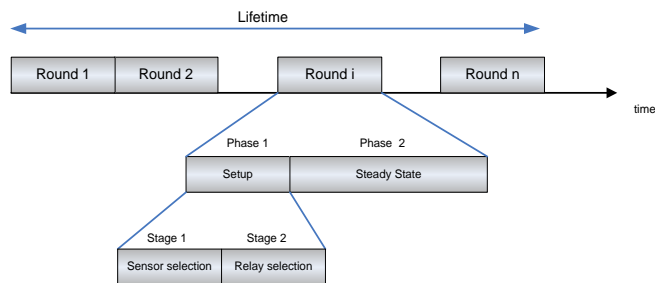 Lifetime
Round 1 Round 2 Round i Round n
time
Phase 1 Phase 2
Setup Steady State
Stage 1 Stage 2
Sensor selection Relay selection